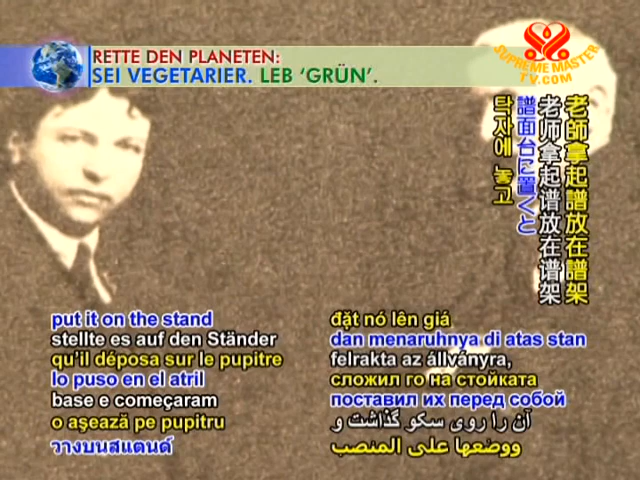 RETTE DEN PLANETEN:
SEI VEGETARIER. LEB ‘GRÜN’.
SUPREME MASTER
TV.COM
老師拿起譜放在譜架
老师拿起谱放在谱架
譜面台に置くと
탁자에 놓고
put it on the stand
stellte es auf den Ständer
qu’il déposa sur le pupitre
lo puso en el atril
base e começaram
o aşează pe pupitru
วางบนสแตนด์
đặt nó lên giá
dan menaruhnya di atas stan
felrakta az állványra,
сложил го на стойката
поставил их перед собой
آن را روی سکو گذاشت و
ووضعها على المنصب